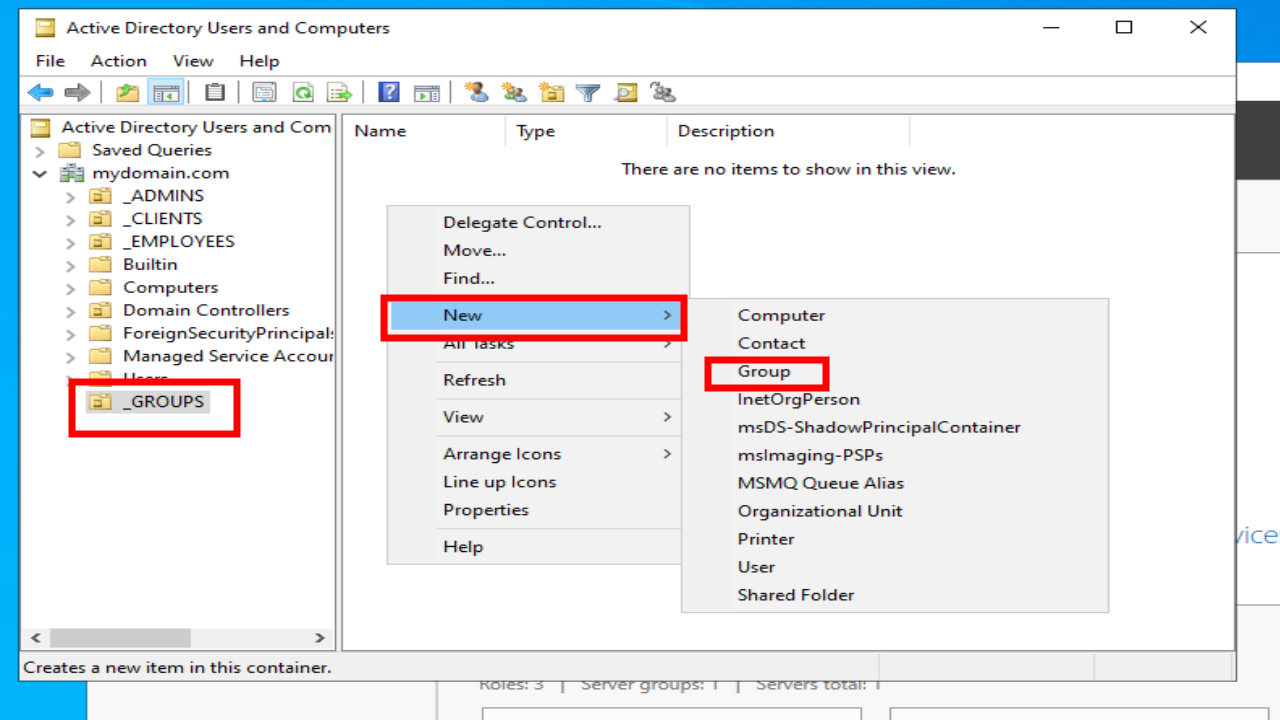 Active Directory Users and Computers
File Action View Help
Active Directory Users and Com
Saved Queries
mydomain.com
_ADMINS
_CLIENTS
_EMPLOYEES
Builtin
Computers
Domain Controllers
ForeignSecurityPrincipals
Managed Service Accour
Users
_GROUPS
Name Type Description
There are no items to show in this view.
Delegate Control...
Move...
Find...
New
All Tasks
Refresh
View
Arrange Icons
Line up Icons
Properties
Help
Computer
Contact
Group
InetOrgPerson
msDS-ShadowPrincipalContainer
msImaging-PSPs
MSMQ Queue Alias
Organizational Unit
Printer
User
Shared Folder
Creates a new item in this container.
Roles: 3 | Server groups: 1 | Servers total: 1